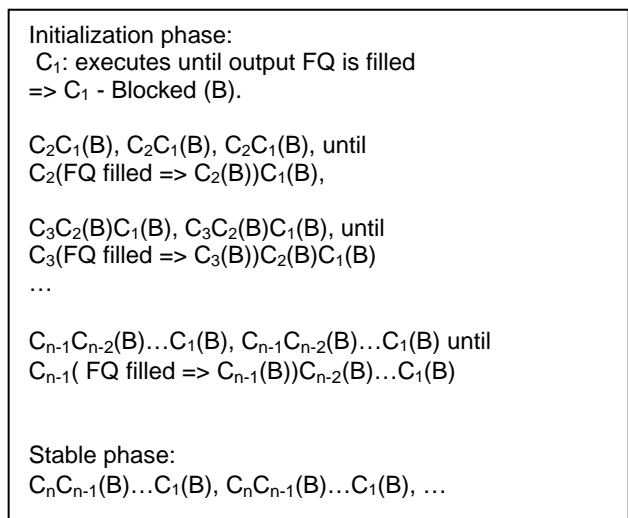 Initialization phase:
C₁: executes until output FQ is filled
=> C₁ - Blocked (B).
C₂C₁(B), C₂C₁(B), C₂C₁(B), until
C₂(FQ filled => C₂(B))C₁(B),
C₃C₂(B)C₁(B), C₃C₂(B)C₁(B), until
C₃(FQ filled => C₃(B))C₂(B)C₁(B)
…
Cₙ₋₁Cₙ₋₂(B)…C₁(B), Cₙ₋₁Cₙ₋₂(B)…C₁(B) until
Cₙ₋₁( FQ filled => Cₙ₋₁(B))Cₙ₋₂(B)…C₁(B)
Stable phase:
CₙCₙ₋₁(B)…C₁(B), CₙCₙ₋₁(B)…C₁(B), …